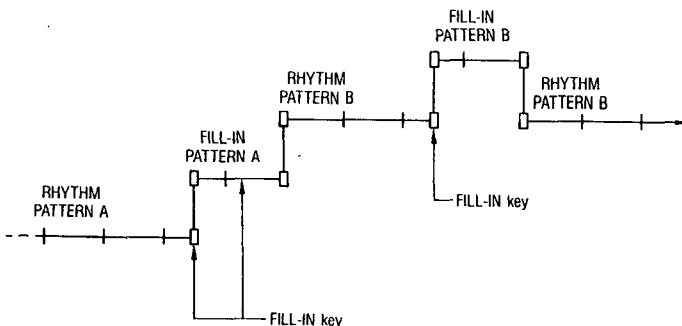 FILL-IN
PATTERN B
RHYTHM
PATTERN B
RHYTHM
PATTERN B
FILL-IN
PATTERN A
RHYTHM
PATTERN A
FILL-IN key
FILL-IN key